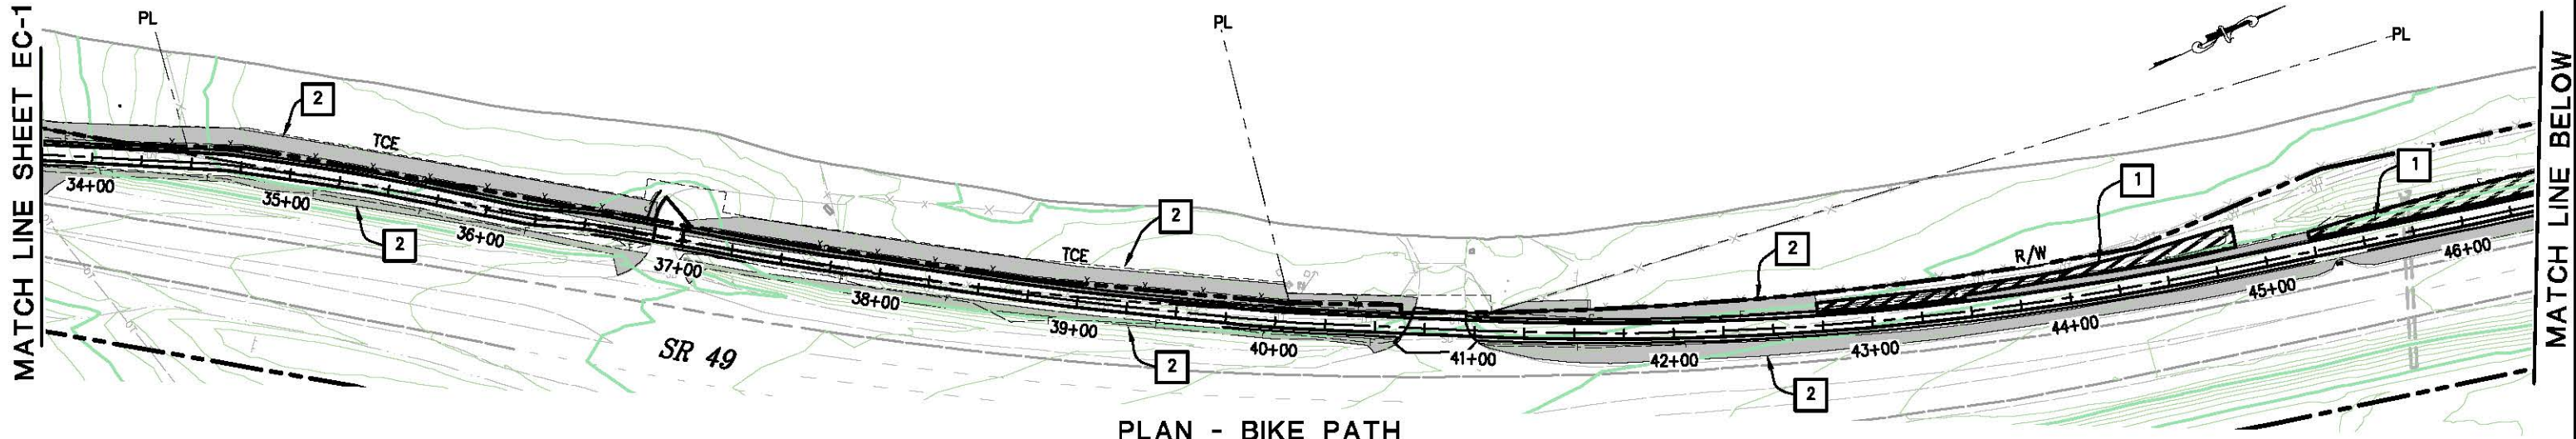 MATCH LINE SHEET EC-1
PL
PL
PL
2
TCE
34+00
35+00
36+00
2
37+00
38+00
39+00
40+00
41+00
42+00
43+00
44+00
45+00
46+00
TCE
2
2
2
2
1
1
R/W
SR 49
MATCH LINE BELOW
PLAN - BIKE PATH